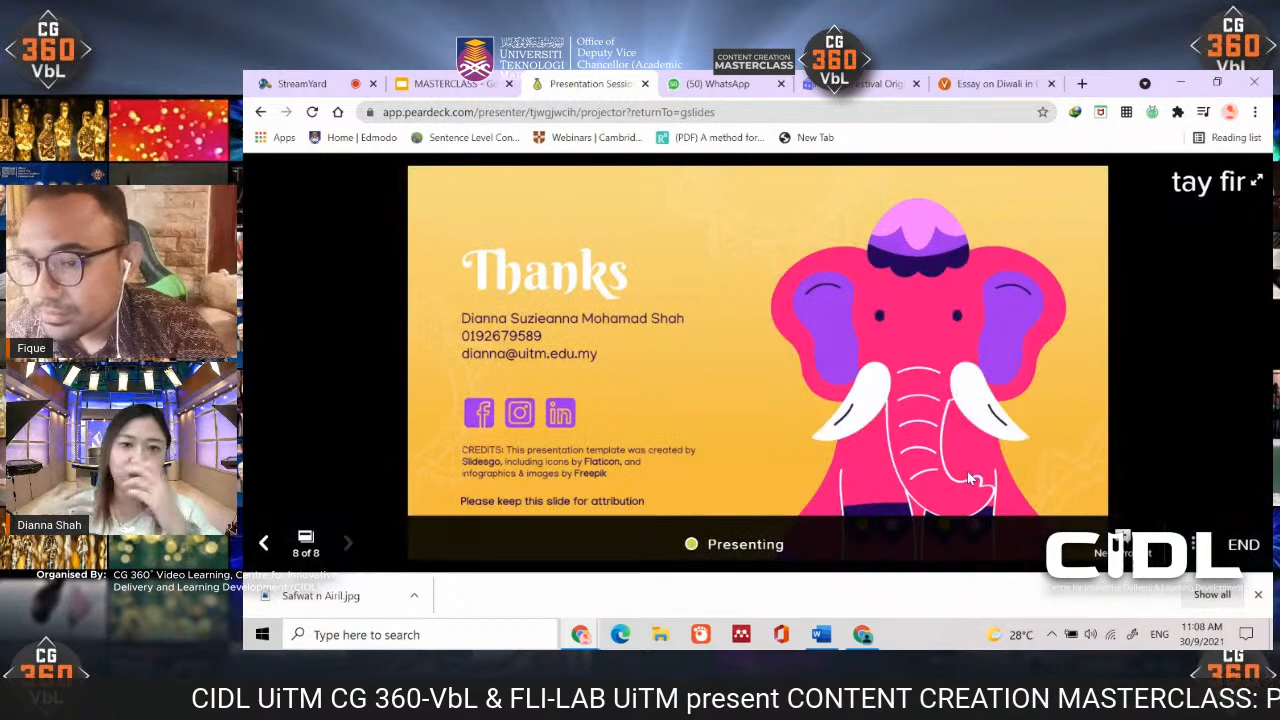 CG
360
VbL
UNIVERSITI
TEKNOLOGI
Office of
Deputy Vice
Chancellor (Academic
CONTENT CREATION
MASTERCLASS
CG
360
VbL
CG
360
StreamYard
MASTERCLASS - Go
Presentation Sessio
(50) WhatsApp
Essay on Diwali in
app.peardeck.com/presenter/tjwgjwcih/projector?returnTo=gslides
Apps
Home | Edmodo
Sentence Level Con...
Webinars | Cambrid...
(PDF) A method for...
New Tab
Reading list
tay fir
Thanks
Dianna Suzieanna Mohamad Shah
0192679589
dianna@uitm.edu.my
CREDITS: This presentation template was created by
Slidesgo, including icons by Flaticon, and
infographics & images by Freepik
Please keep this slide for attribution
Fique
Dianna Shah
8 of 8
Presenting
END
CIDL
Organised By:
CG 360° Video Learning, Centre for Innovative
Delivery and Learning Development (CIDL)
Safwat n Airil.jpg
Show all
Type here to search
28°C
ENG
11:08 AM
30/9/2021
CG
360
VbL
CG
360
CIDL UiTM CG 360-VbL & FLI-LAB UiTM present CONTENT CREATION MASTERCLASS: P